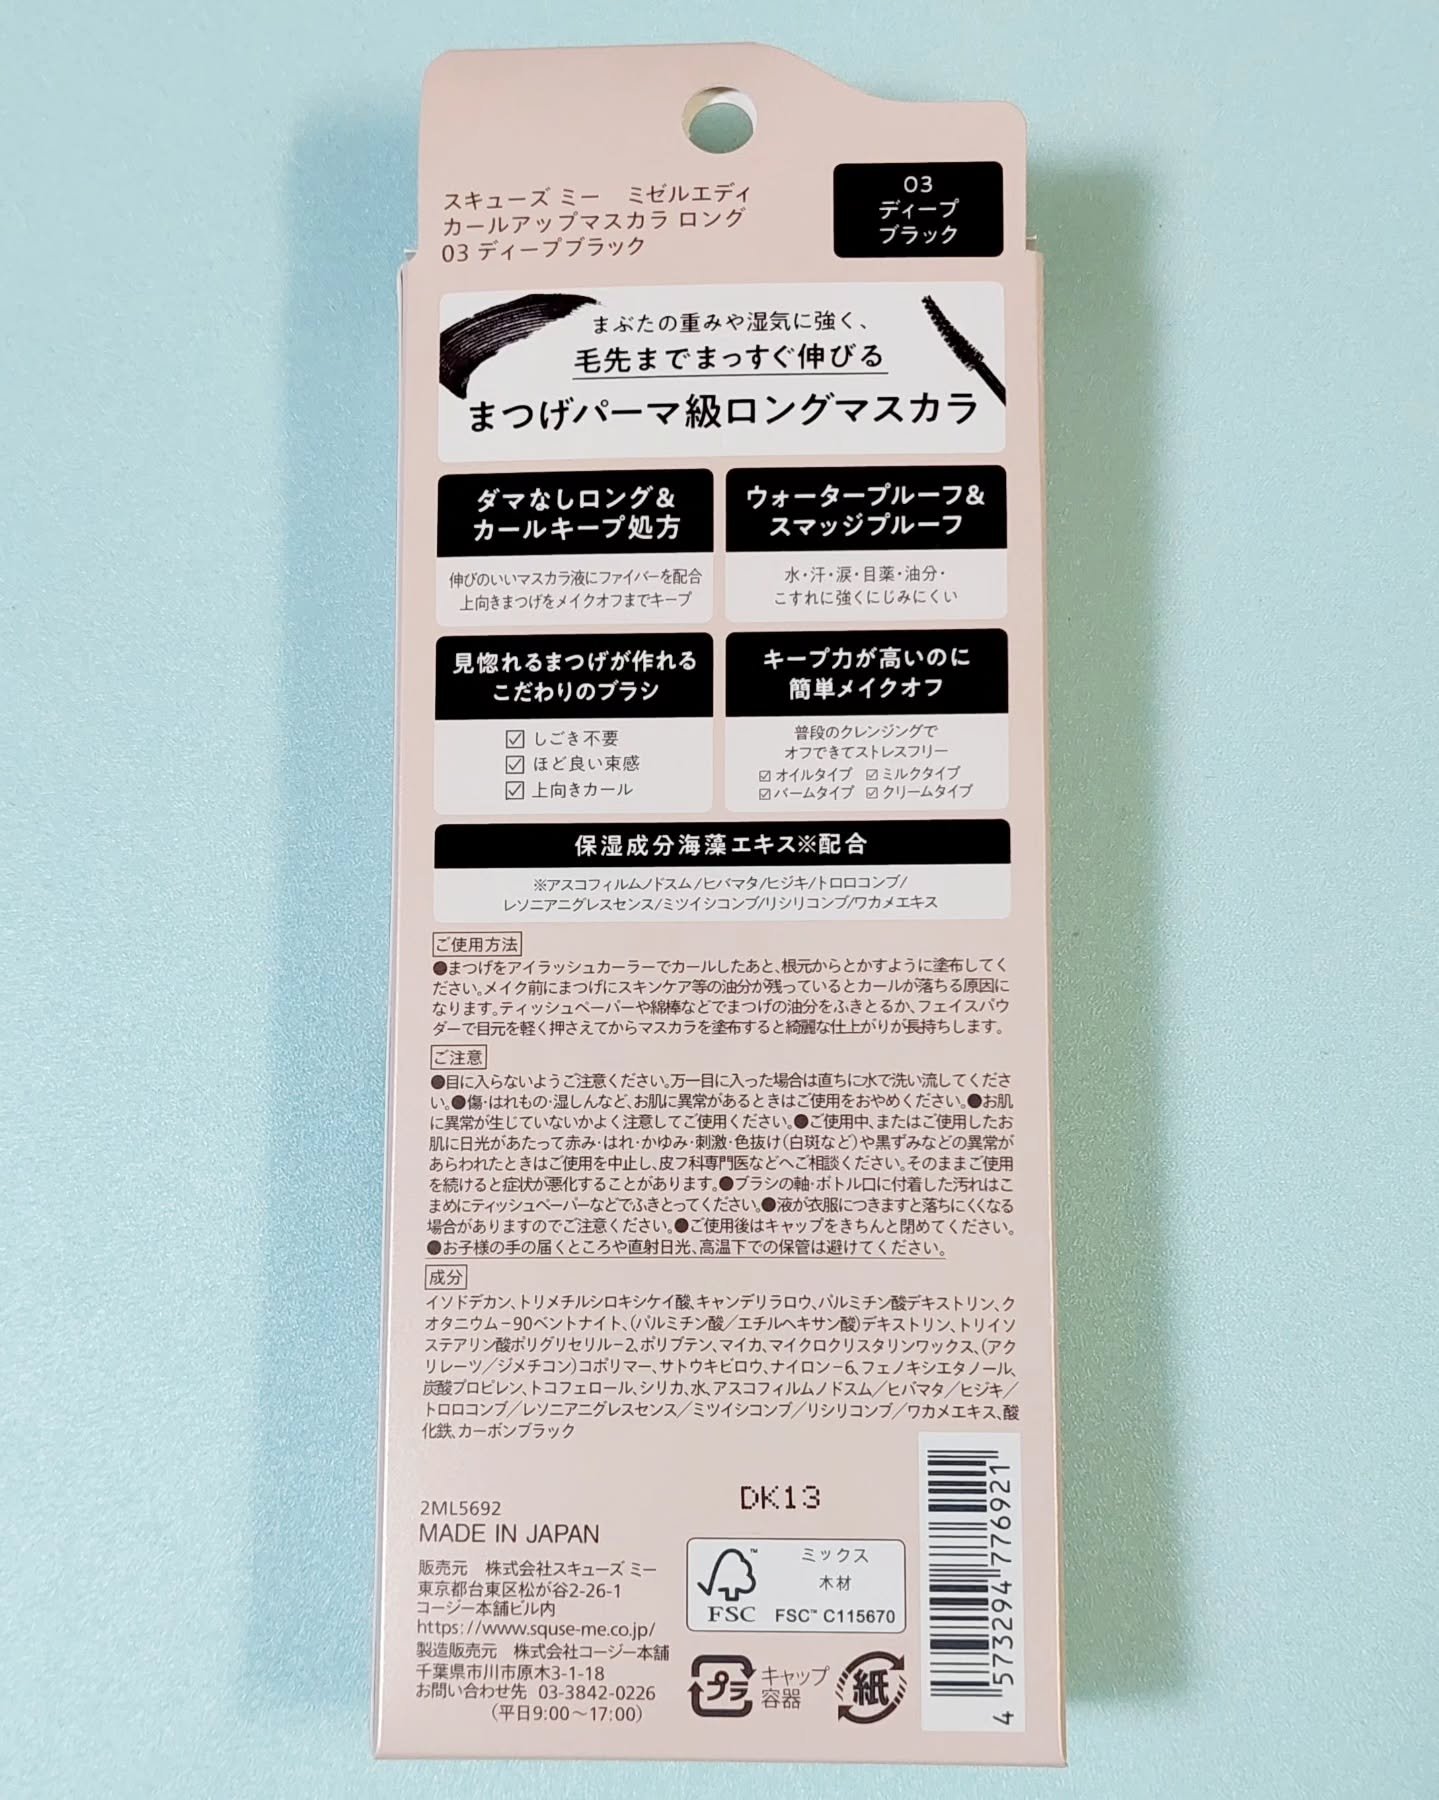 スキューズ ミー　ミゼルエディ
カールアップマスカラ ロング
03 ディープブラック
03
ディープ
ブラック
まぶたの重みや湿気に強く、
毛先までまっすぐ伸びる
まつげパーマ級ロングマスカラ
ダマなしロング&
カールキープ処方
伸びのいいマスカラ液にファイバーを配合
上向きまつげをメイクオフまでキープ
ウォータープルーフ&
スマッジプルーフ
水・汗・涙・目薬・油分・
こすれに強くにじみにくい
見惚れるまつげが作れる
こだわりのブラシ
☑ しごき不要
☑ ほど良い束感
☑ 上向きカール
キープ力が高いのに
簡単メイクオフ
普段のクレンジングで
オフできてストレスフリー
☑ オイルタイプ ☑ ミルクタイプ
☑ バームタイプ ☑ クリームタイプ
保湿成分海藻エキス※配合
※アスコフィルムノドスム/ヒバマタ/ヒジキ/トロロコンブ/
レソニアニグレスセンス/ミツイシコンブ/リシリコンブ/ワカメエキス
ご使用方法
●まつげをアイラッシュカーラーでカールしたあと、根元からとかすように塗布してく
ださい。メイク前にまつげにスキンケア等の油分が残っているとカールが落ちる原因に
なります。ティッシュペーパーや綿棒などでまつげの油分をふきとるか、フェイスパウ
ダーで目元を軽く押さえてからマスカラを塗布すると綺麗な仕上がりが長持ちします。
ご注意
●目に入らないようご注意ください。万一目に入った場合は直ちに水で洗い流してくださ
い。●傷・はれもの・湿しんなど、お肌に異常があるときはご使用をおやめください。●お肌
に異常が生じていないかよく注意してご使用ください。●ご使用中、またはご使用したお
肌に日光があたって赤み・はれ・かゆみ・刺激・色抜け(白斑など)や黒ずみなどの異常が
あらわれたときはご使用を中止し、皮フ科専門医などへご相談ください。そのままご使用
を続けると症状が悪化することがあります。●ブラシの軸・ボトル口に付着した汚れはこ
まめにティッシュペーパーなどでふきとってください。●液が衣服につきますと落ちにくくなる
場合がありますのでご注意ください。●ご使用後はキャップをきちんと閉めてください。
●お子様の手の届くところや直射日光、高温下での保管は避けてください。
成分
イソドデカン、トリメチルシロキシケイ酸、キャンデリラロウ、パルミチン酸デキストリン、ク
オタニウム−90ベントナイト、(パルミチン酸／エチルヘキサン酸)デキストリン、トリイソ
ステアリン酸ポリグリセリル−2、ポリブテン、マイカ、マイクロクリスタリンワックス、(アク
リレーツ／ジメチコン)コポリマー、サトウキビロウ、ナイロン−6、フェノキシエタノール、
炭酸プロピレン、トコフェロール、シリカ、水、アスコフィルムノドスム／ヒバマタ／ヒジキ／
トロロコンブ／レソニアニグレスセンス／ミツイシコンブ／リシリコンブ／ワカメエキス、酸
化鉄、カーボンブラック
2ML5692
MADE IN JAPAN
DK13
販売元　株式会社スキューズ ミー
東京都台東区松が谷2-26-1
コージー本舗ビル内
https://www.squse-me.co.jp/
製造販売元　株式会社コージー本舗
千葉県市川市原木3-1-18
お問い合わせ先 03-3842-0226
(平日9:00〜17:00)
FSC
ミックス
木材
FSC™ C115670
プラ
キャップ
容器
紙
4 573294 776921